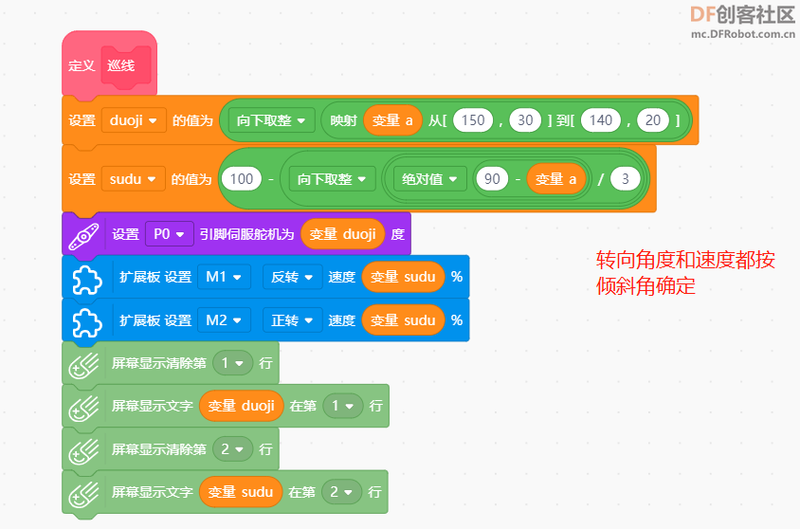 DF创客社区
mc.DFRobot.com.cn
定义 巡线
设置 duoji 的值为 向下取整 映射 变量 a 从[ 150 , 30 ] 到[ 140 , 20 ]
设置 sudu 的值为 100 - 向下取整 绝对值 90 - 变量 a / 3
设置 P0 引脚伺服舵机为 变量 duoji 度
扩展板 设置 M1 反转 速度 变量 sudu %
扩展板 设置 M2 正转 速度 变量 sudu %
屏幕显示清除第 1 行
屏幕显示文字 变量 duoji 在第 1 行
屏幕显示清除第 2 行
屏幕显示文字 变量 sudu 在第 2 行
转向角度和速度都按
倾斜角确定